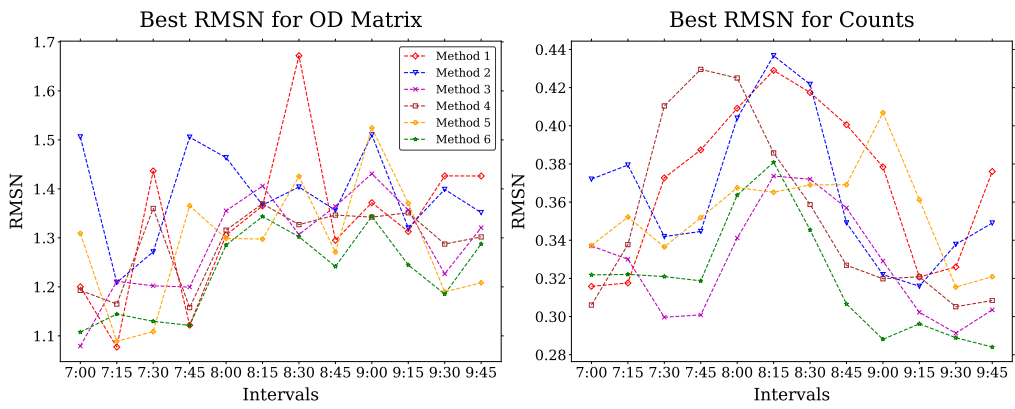 Best RMSN for OD Matrix
1.7
1.6
1.5
1.4
1.3
1.2
1.1
RMSN
Method 1
Method 2
Method 3
Method 4
Method 5
Method 6
7:00 7:15 7:30 7:45 8:00 8:15 8:30 8:45 9:00 9:15 9:30 9:45
Intervals
Best RMSN for Counts
0.44
0.42
0.40
0.38
0.36
0.34
0.32
0.30
0.28
RMSN
7:00 7:15 7:30 7:45 8:00 8:15 8:30 8:45 9:00 9:15 9:30 9:45
Intervals